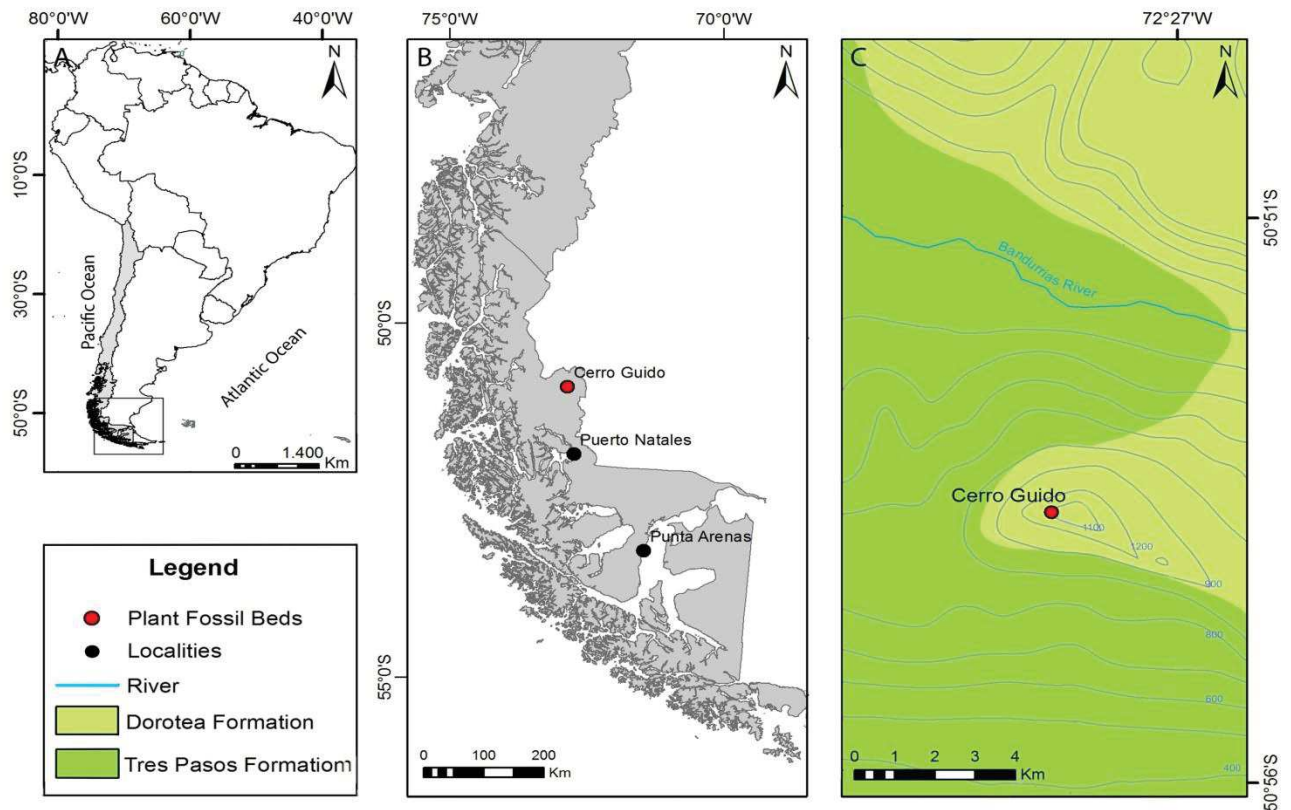 80°0'0"W 60°0'W 40°0'W
A
N
10°0'S
30°0'S
50°0'S
Pacific Ocean
Atlantic Ocean
0 1.400
Km
Legend
Plant Fossil Beds
Localities
River
Dorotea Formation
Tres Pasos Formation
75°0'W 70°0'W
B
N
50°0'S
55°0'S
Cerro Guido
Puerto Natales
Punta Arenas
0 50 100 200
Km
72°27'W
C
N
50°51'S
Bandurrias River
Cerro Guido
1100
1200
900
800
600
400
0 1 2 3 4
Km
50°56'S